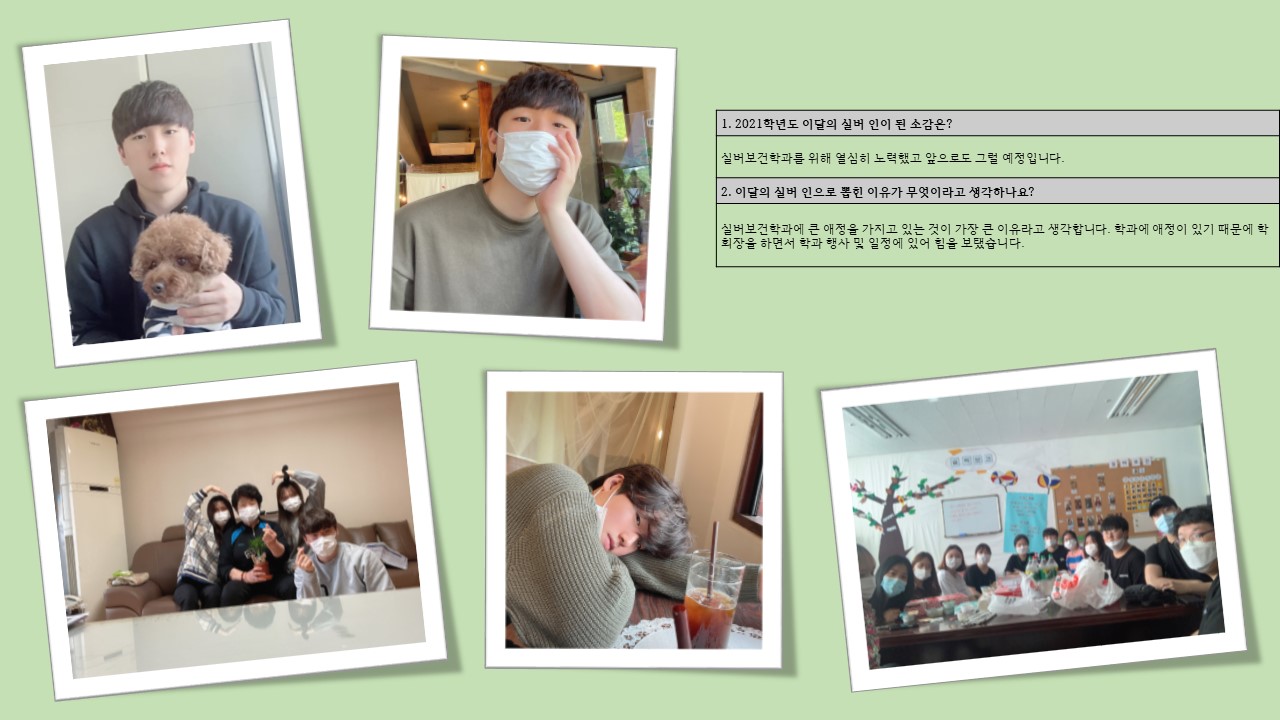 1. 2021학년도 이달의 실버 인이 된 소감은?
실버보건학과를 위해 열심히 노력했고 앞으로도 그럴 예정입니다.
2. 이달의 실버 인으로 뽑힌 이유가 무엇이라고 생각하나요?
실버보건학과에 큰 애정을 가지고 있는 것이 가장 큰 이유라고 생각합니다. 학과에 애정이 있기 때문에 학
회장을 하면서 학과 행사 및 일정에 있어 힘을 보탰습니다.